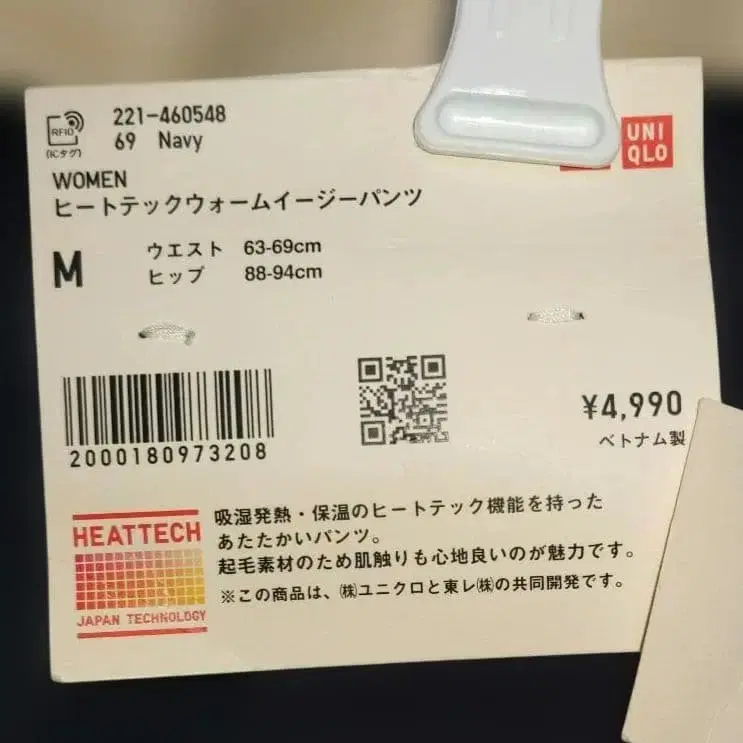 RFID
(ICタグ)
221-460548
69 Navy
UNI
QLO
WOMEN
ヒートテックウォームイージーパンツ
M
ウエスト 63-69cm
ヒップ 88-94cm
2000180973208
¥4,990
ベトナム製
HEATTECH
JAPAN TECHNOLOGY
吸湿発熱・保温のヒートテック機能を持った
あたたかいパンツ。
起毛素材のため肌触りも心地良いのが魅力です。
※この商品は、㈱ユニクロと東レ㈱の共同開発です。